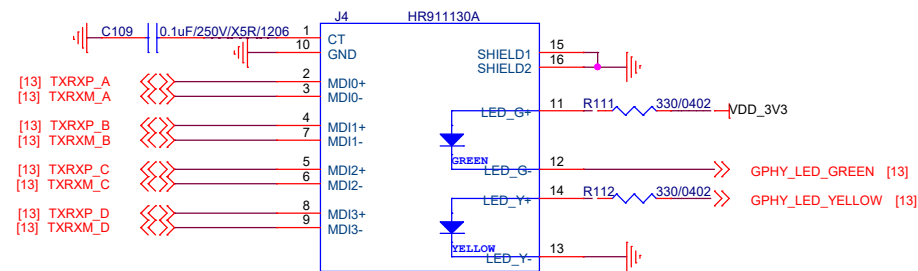 J4 HR911130A
C109 0.1uF/250V/X5R/1206 1 CT
10 GND
15 SHIELD1
16 SHIELD2
[13] TXRXP_A 2 MDI0+
[13] TXRXM_A 3 MDI0-
LED_G+ 11 R111 330/0402 VDD_3V3
[13] TXRXP_B 4 MDI1+
[13] TXRXM_B 7 MDI1-
GREEN
[13] TXRXP_C 5 MDI2+
LED_G- 12 GPHY_LED_GREEN [13]
[13] TXRXM_C 6 MDI2-
LED_Y+ 14 R112 330/0402 GPHY_LED_YELLOW [13]
[13] TXRXP_D 8 MDI3+
[13] TXRXM_D 9 MDI3-
YELLOW
LED_Y- 13